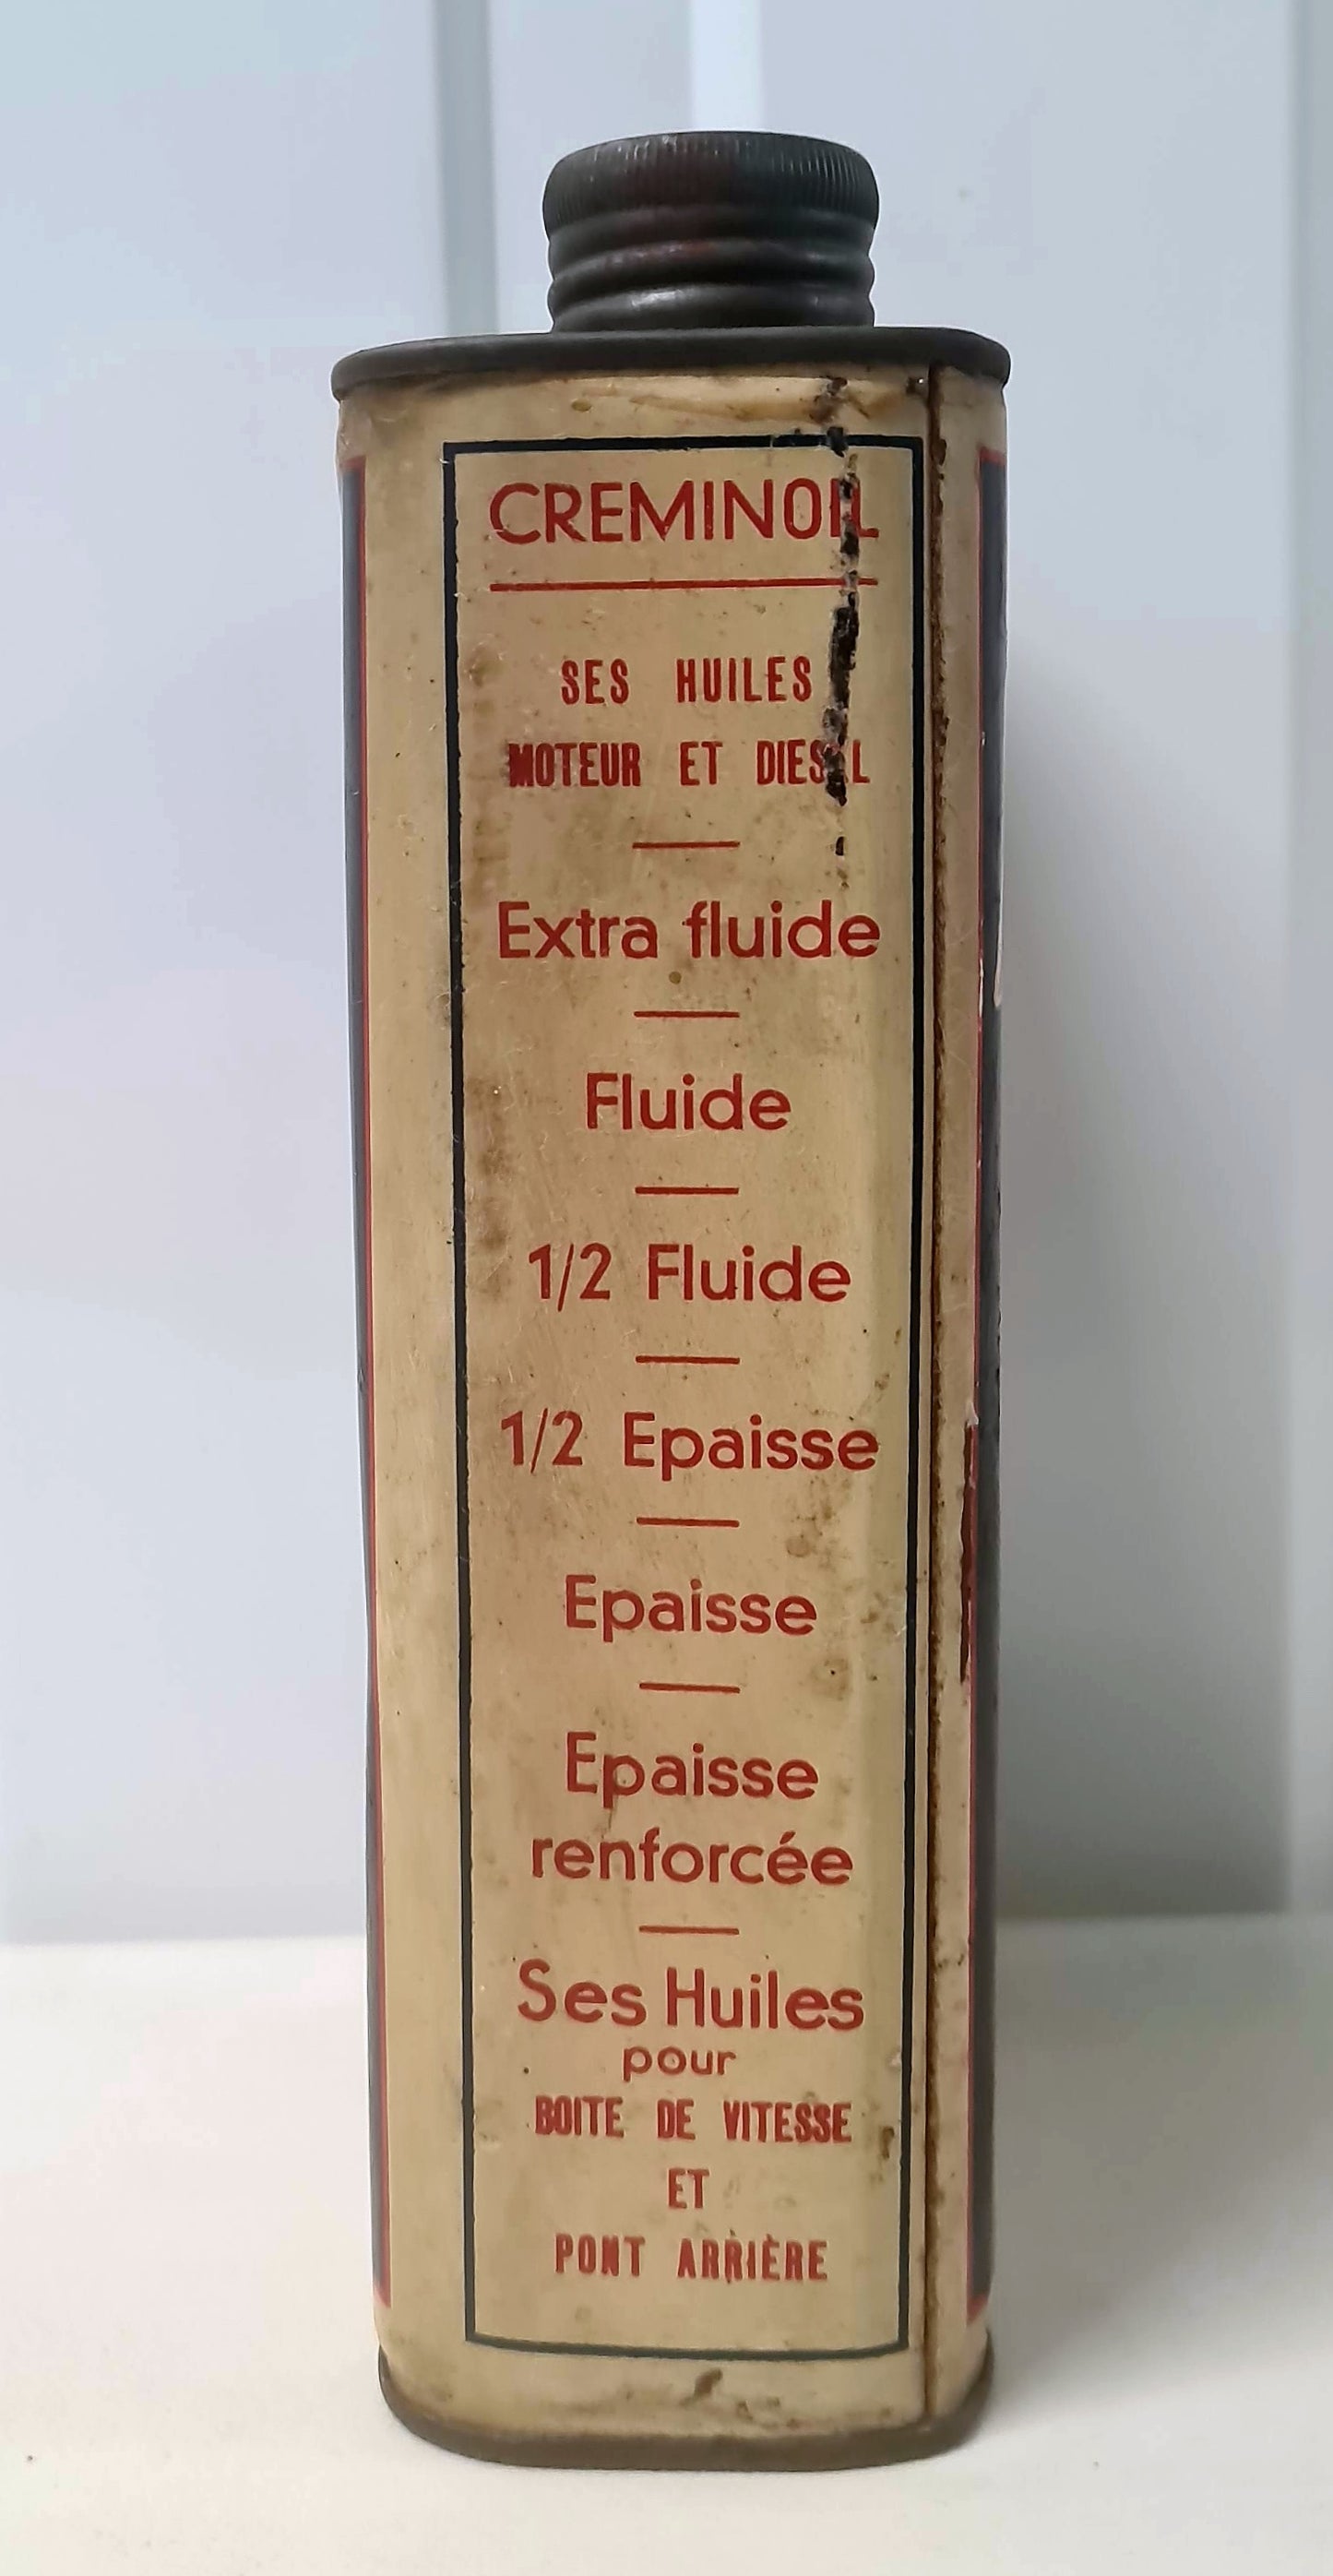 CREMINOIL
SES HUILES
MOTEUR ET DIESEL
Extra fluide
Fluide
1/2 Fluide
1/2 Epaisse
Epaisse
Epaisse
renforcée
Ses Huiles
pour
BOITE DE VITESSE
ET
PONT ARRIÈRE